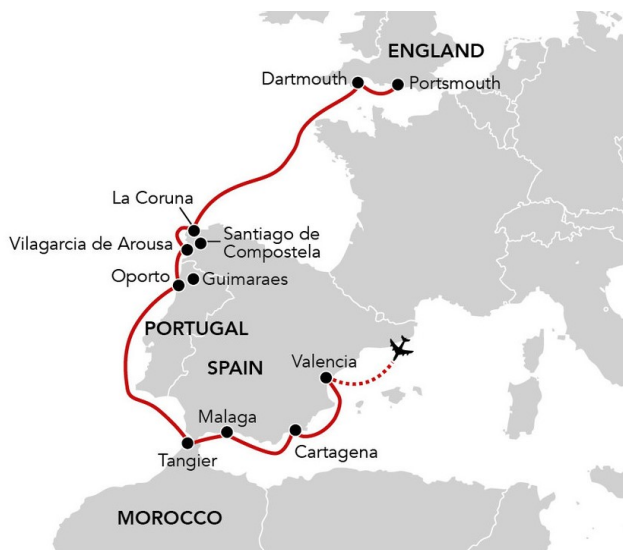 ENGLAND
Dartmouth
Portsmouth
La Coruna
Vilagarcia de Arousa
Santiago de
Compostela
Oporto
Guimaraes
PORTUGAL
SPAIN
Valencia
Malaga
Cartagena
Tangier
MOROCCO